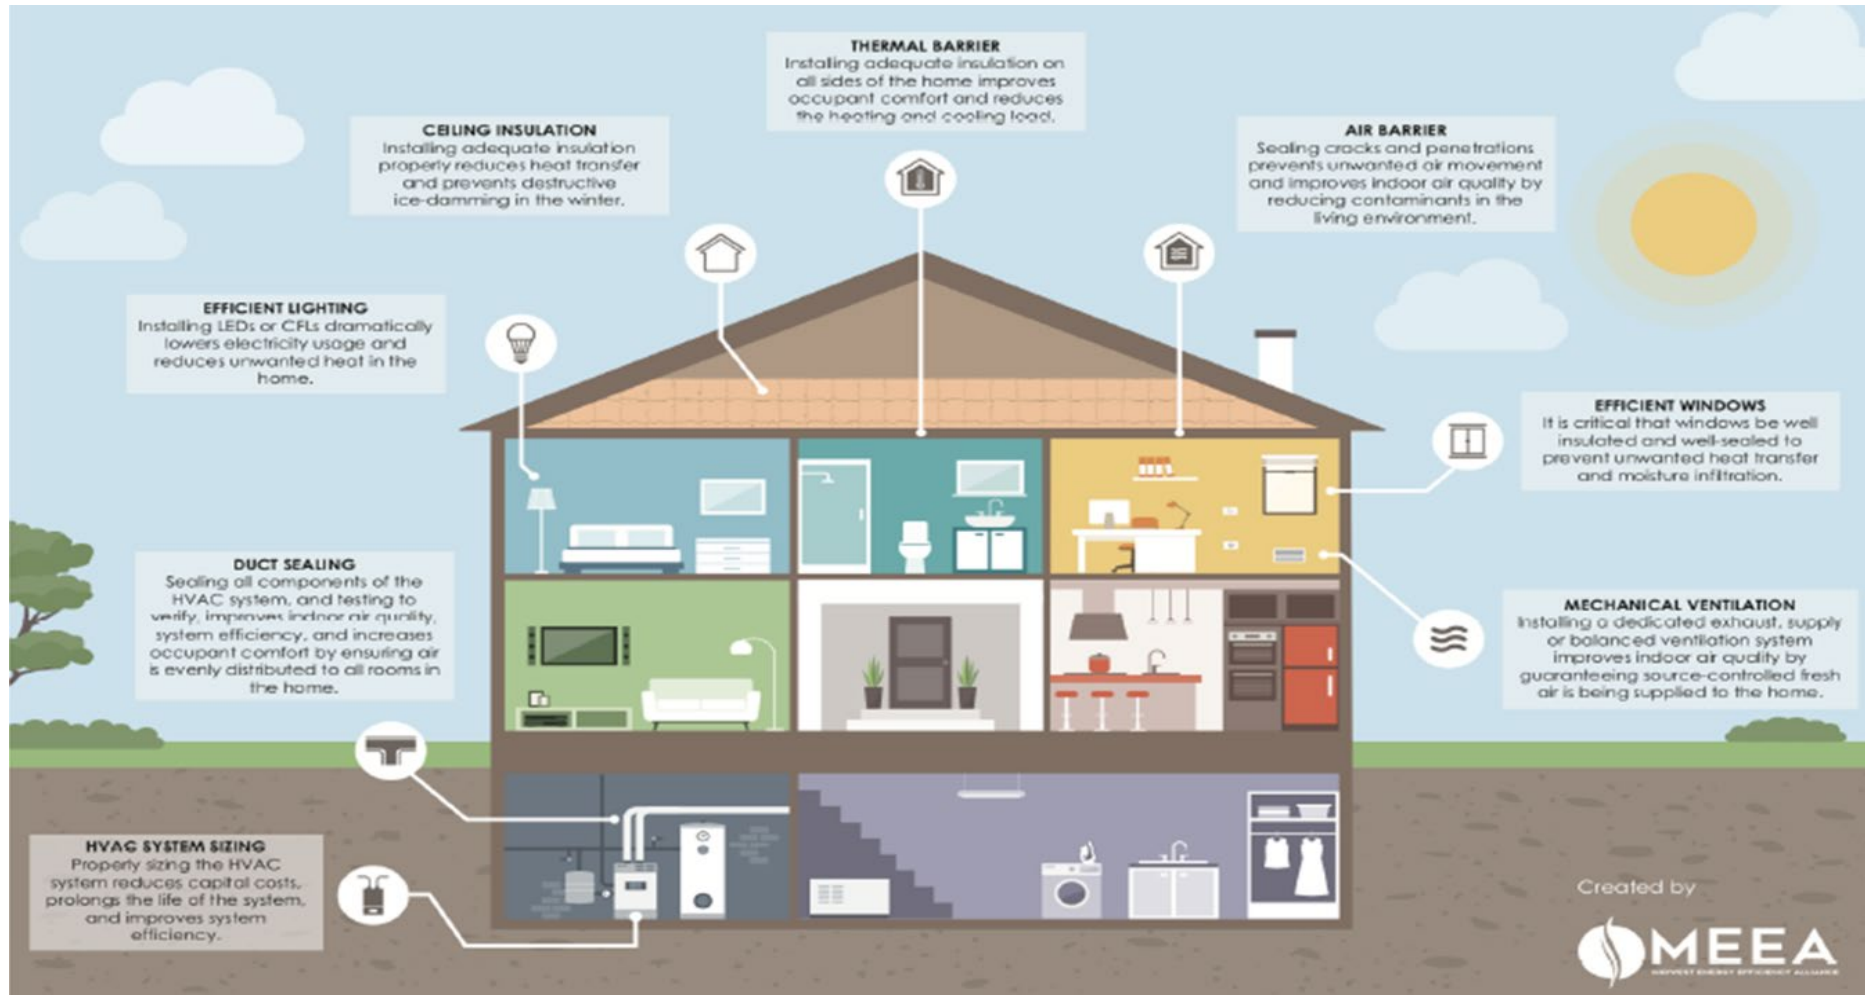 THERMAL BARRIER
Installing adequate insulation on
all sides of the home improves
occupant comfort and reduces
the heating and cooling load.
CEILING INSULATION
Installing adequate insulation
properly reduces heat transfer
and prevents destructive
ice-damming in the winter.
AIR BARRIER
Sealing cracks and penetrations
prevents unwanted air movement
and improves indoor air quality by
reducing contaminants in the
living environment.
EFFICIENT LIGHTING
Installing LEDs or CFLs dramatically
lowers electricity usage and
reduces unwanted heat in the
home.
EFFICIENT WINDOWS
It is critical that windows be well
insulated and well-sealed to
prevent unwanted heat transfer
and moisture infiltration.
DUCT SEALING
Sealing all components of the
HVAC system, and testing to
verify, improves indoor air quality,
system efficiency, and increases
occupant comfort by ensuring air
is evenly distributed to all rooms in
the home.
MECHANICAL VENTILATION
Installing a dedicated exhaust, supply
or balanced ventilation system
improves indoor air quality by
guaranteeing source-controlled fresh
air is being supplied to the home.
HVAC SYSTEM SIZING
Properly sizing the HVAC
system reduces capital costs,
prolongs the life of the system,
and improves system
efficiency.
Created by
MEEA
MIDWEST ENERGY EFFICIENCY ALLIANCE